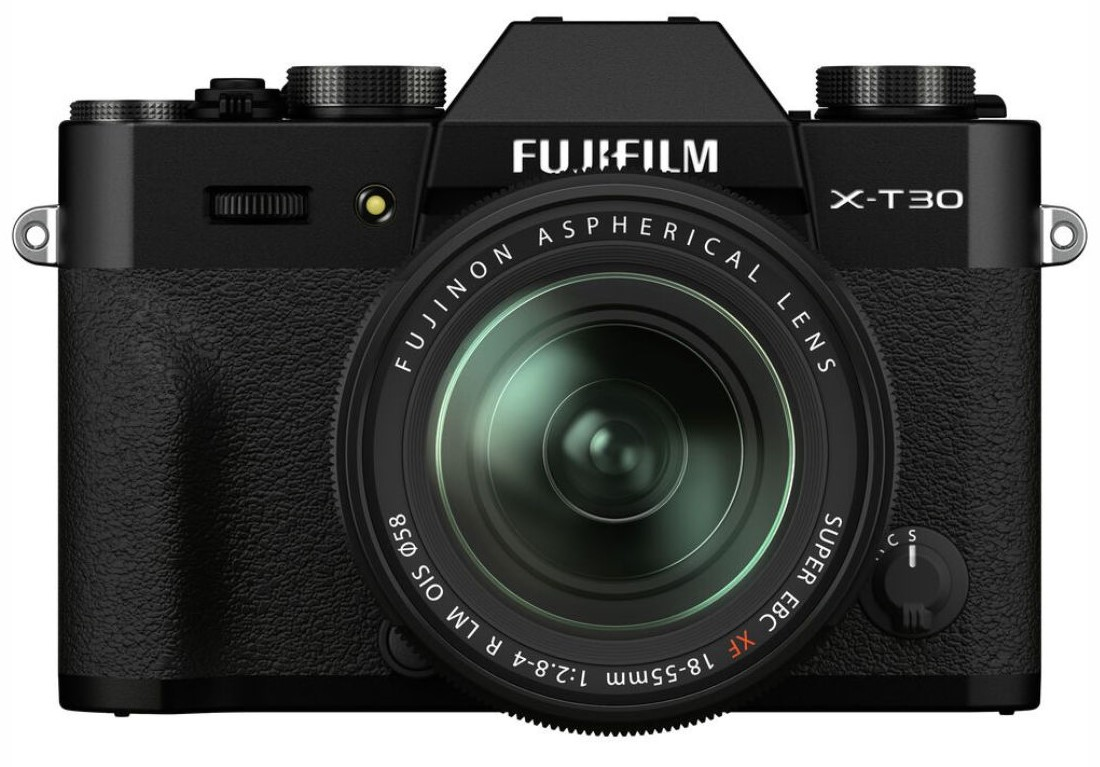 FUJIFILM
X-T30
FUJINON ASPHERICAL LENS
SUPER EBC XF 18-55mm 1:2.8-4 R LM OIS Ø58
C S